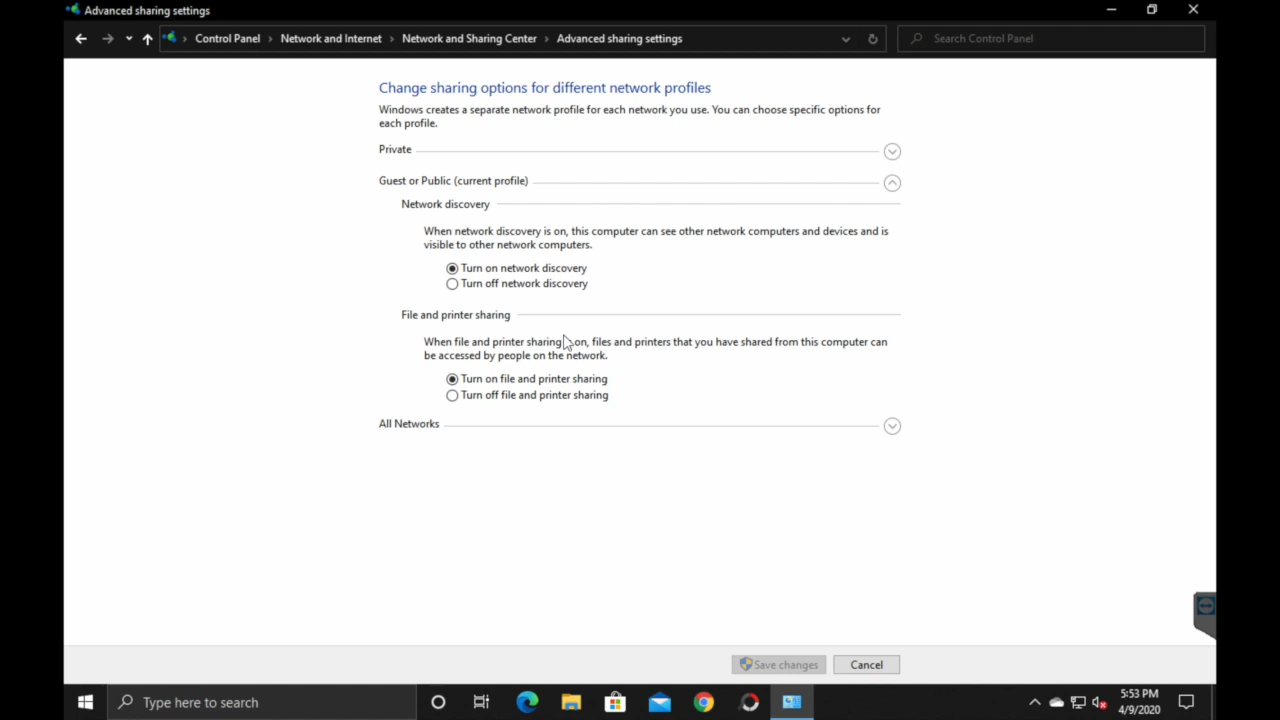 Advanced sharing settings
Control Panel › Network and Internet › Network and Sharing Center › Advanced sharing settings
Search Control Panel
Change sharing options for different network profiles
Windows creates a separate network profile for each network you use. You can choose specific options for
each profile.
Private
Guest or Public (current profile)
Network discovery
When network discovery is on, this computer can see other network computers and devices and is
visible to other network computers.
Turn on network discovery
Turn off network discovery
File and printer sharing
When file and printer sharing on, files and printers that you have shared from this computer can
be accessed by people on the network.
Turn on file and printer sharing
Turn off file and printer sharing
All Networks
Save changes
Cancel
Type here to search
5:53 PM
4/9/2020